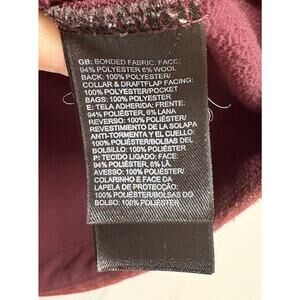 GB: BONDED FABRIC: FACE:
94% POLYESTER 6% WOOL
BACK: 100% POLYESTER/
COLLAR & DRAFTFLAP FACING:
100% POLYESTER/POCKET
BAGS: 100% POLYESTER
E: TELA ADHERIDA: FRENTE:
94% POLIÉSTER, 6% LANA
REVERSO: 100% POLIÉSTER/
REVESTIMIENTO DE LA SOLAPA
ANTI-TORMENTA Y EL CUELLO:
100% POLIÉSTER/BOLSAS DEL
BOLSILLO: 100% POLIÉSTER
P: TECIDO LIGADO: FACE:
94% POLIÉSTER, 6% LÃ.
AVESSO: 100% POLIÉSTER/
COLARINHO E FACE DA
LAPELA DE PROTECÇÃO:
100% POLIÉSTER/BOLSAS DO
BOLSO: 100% POLIÉSTER